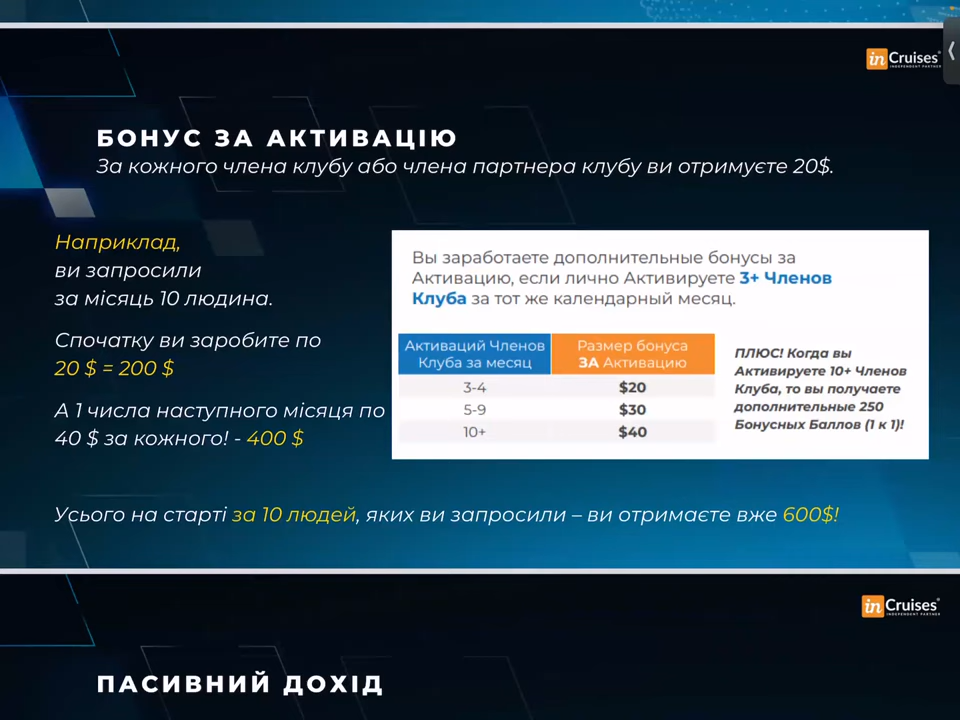 inCruises®
INDEPENDENT PARTNER
БОНУС ЗА АКТИВАЦІЮ
За кожного члена клубу або члена партнера клубу ви отримуєте 20$.
Наприклад,
ви запросили
за місяць 10 людина.
Спочатку ви заробите по
20 $ = 200 $
А 1 числа наступного місяця по
40 $ за кожного! - 400 $
Вы заработаете дополнительные бонусы за
Активацию, если лично Активируете 3+ Членов
Клуба за тот же календарный месяц.
Активаций Членов
Клуба за месяц
Размер бонуса
ЗА Активацию
3-4 $20
5-9 $30
10+ $40
ПЛЮС! Когда вы
Активируете 10+ Членов
Клуба, то вы получаете
дополнительные 250
Бонусных Баллов (1 к 1)!
Усього на старті за 10 людей, яких ви запросили – ви отримаєте вже 600$!
inCruises®
INDEPENDENT PARTNER
ПАСИВНИЙ ДОХІД